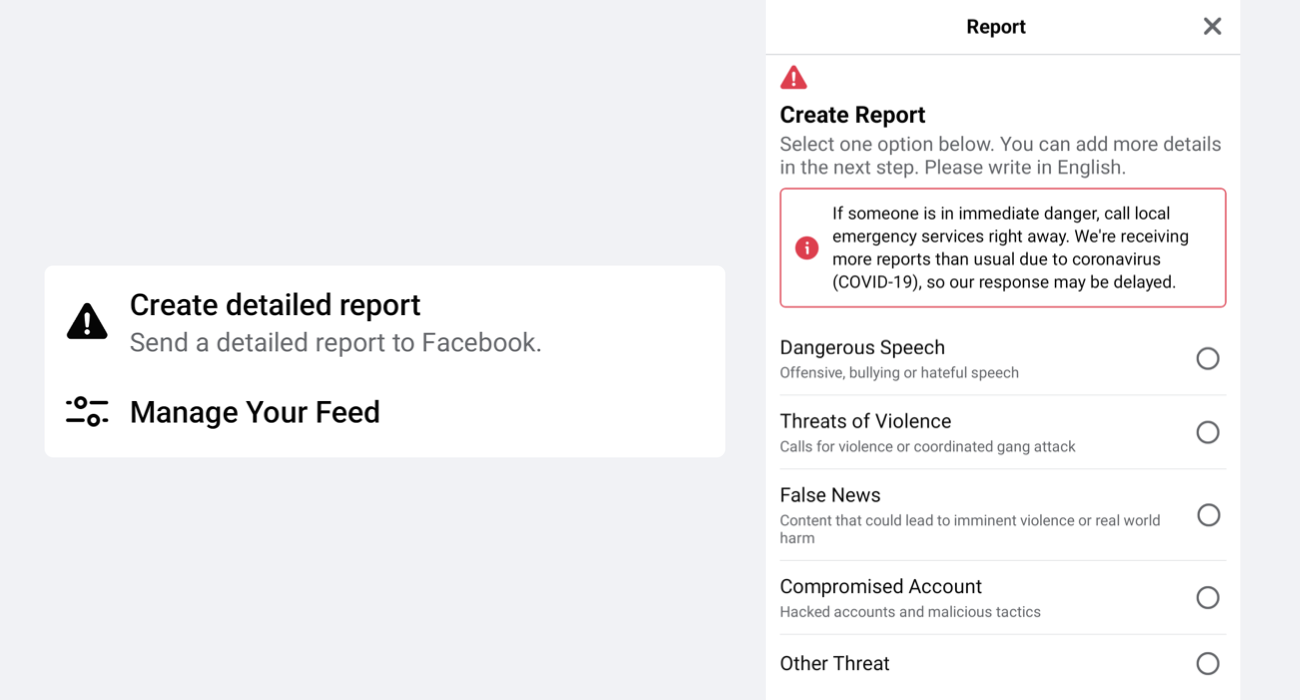 Create detailed report
Send a detailed report to Facebook.
Manage Your Feed
Report
Create Report
Select one option below. You can add more details
in the next step. Please write in English.
If someone is in immediate danger, call local
emergency services right away. We're receiving
more reports than usual due to coronavirus
(COVID-19), so our response may be delayed.
Dangerous Speech
Offensive, bullying or hateful speech
Threats of Violence
Calls for violence or coordinated gang attack
False News
Content that could lead to imminent violence or real world
harm
Compromised Account
Hacked accounts and malicious tactics
Other Threat